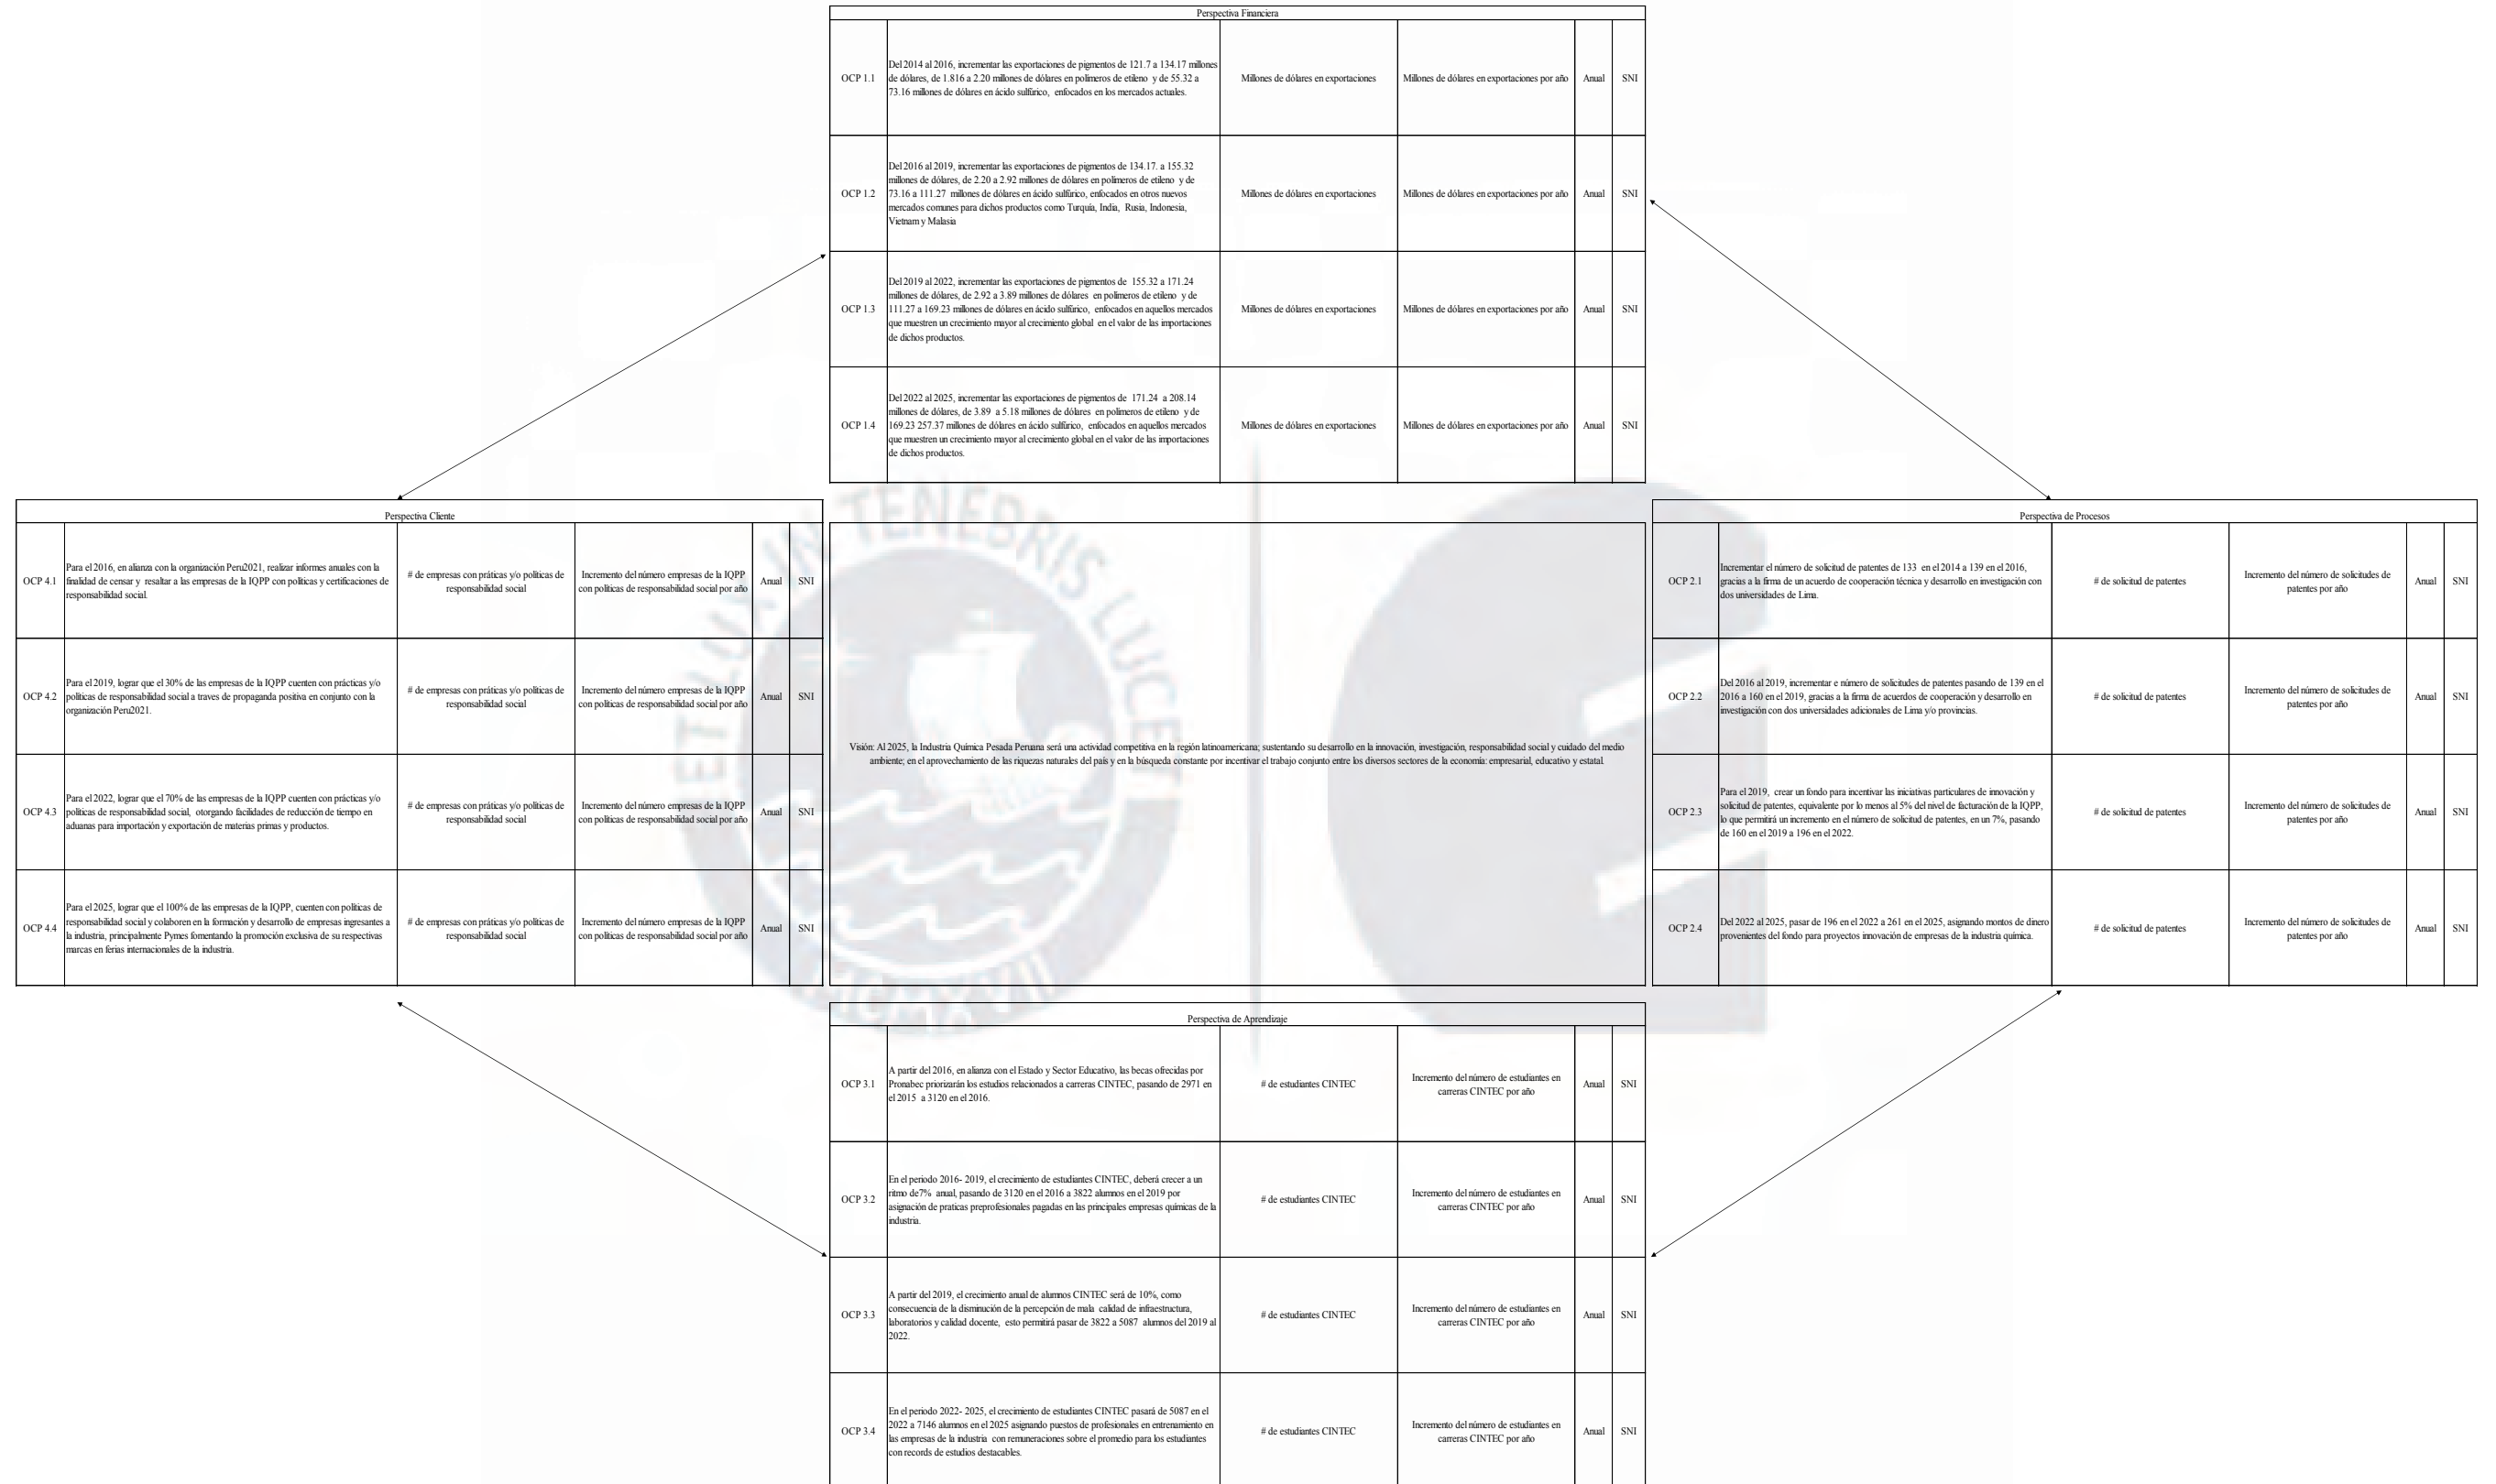 Perspectiva Financiera
OCP 1.1
Del 2014 al 2016, incrementar las exportaciones de pigmentos de 121.7 a 134.17 millones
de dólares, de 1.816 a 2.20 millones de dólares en polímeros de etileno y de 55.32 a
73.16 millones de dólares en ácido sulfúrico, enfocados en los mercados actuales.
Millones de dólares en exportaciones
Millones de dólares en exportaciones por año
Anual
SNI
OCP 1.2
Del 2016 al 2019, incrementar las exportaciones de pigmentos de 134.17. a 155.32
millones de dólares, de 2.20 a 2.92 millones de dólares en polímeros de etileno y de
73.16 a 111.27 millones de dólares en ácido sulfúrico, enfocados en otros nuevos
mercados comunes para dichos productos como Turquía, India, Rusia, Indonesia,
Vietnam y Malasia
Millones de dólares en exportaciones
Millones de dólares en exportaciones por año
Anual
SNI
OCP 1.3
Del 2019 al 2022, incrementar las exportaciones de pigmentos de 155.32 a 171.24
millones de dólares, de 2.92 a 3.89 millones de dólares en polímeros de etileno y de
111.27 a 169.23 millones de dólares en ácido sulfúrico, enfocados en aquellos mercados
que muestren un crecimiento mayor al crecimiento global en el valor de las importaciones
de dichos productos.
Millones de dólares en exportaciones
Millones de dólares en exportaciones por año
Anual
SNI
OCP 1.4
Del 2022 al 2025, incrementar las exportaciones de pigmentos de 171.24 a 208.14
millones de dólares, de 3.89 a 5.18 millones de dólares en polímeros de etileno y de
169.23 257.37 millones de dólares en ácido sulfúrico, enfocados en aquellos mercados
que muestren un crecimiento mayor al crecimiento global en el valor de las importaciones
de dichos productos.
Millones de dólares en exportaciones
Millones de dólares en exportaciones por año
Anual
SNI
Perspectiva Cliente
OCP 4.1
Para el 2016, en alianza con la organización Peru2021, realizar informes anuales con la
finalidad de censar y resaltar a las empresas de la IQPP con políticas y certificaciones de
responsabilidad social.
# de empresas con práticas y/o políticas de
responsabilidad social
Incremento del número empresas de la IQPP
con políticas de responsabilidad social por año
Anual
SNI
OCP 4.2
Para el 2019, lograr que el 30% de las empresas de la IQPP cuenten con prácticas y/o
políticas de responsabilidad social a traves de propaganda positiva en conjunto con la
organización Peru2021.
# de empresas con práticas y/o políticas de
responsabilidad social
Incremento del número empresas de la IQPP
con políticas de responsabilidad social por año
Anual
SNI
OCP 4.3
Para el 2022, lograr que el 70% de las empresas de la IQPP cuenten con prácticas y/o
políticas de responsabilidad social, otorgando facilidades de reducción de tiempo en
aduanas para importación y exportación de materias primas y productos.
# de empresas con práticas y/o políticas de
responsabilidad social
Incremento del número empresas de la IQPP
con políticas de responsabilidad social por año
Anual
SNI
OCP 4.4
Para el 2025, lograr que el 100% de las empresas de la IQPP, cuenten con políticas de
responsabilidad social y colaboren en la formación y desarrollo de empresas ingresantes a
la industria, principalmente Pymes fomentando la promoción exclusiva de su respectivas
marcas en ferias internacionales de la industria.
# de empresas con práticas y/o políticas de
responsabilidad social
Incremento del número empresas de la IQPP
con políticas de responsabilidad social por año
Anual
SNI
ET LUX IN TENEBRIS LUCET
Visión: Al 2025, la Industria Química Pesada Peruana será una actividad competitiva en la región latinoamericana; sustentando su desarrollo en la innovación, investigación, responsabilidad social y cuidado del medio
ambiente; en el aprovechamiento de las riquezas naturales del país y en la búsqueda constante por incentivar el trabajo conjunto entre los diversos sectores de la economía: empresarial, educativo y estatal.
Perspectiva de Procesos
OCP 2.1
Incrementar el número de solicitud de patentes de 133 en el 2014 a 139 en el 2016,
gracias a la firma de un acuerdo de cooperación técnica y desarrollo en investigación con
dos universidades de Lima.
# de solicitud de patentes
Incremento del número de solicitudes de
patentes por año
Anual
SNI
OCP 2.2
Del 2016 al 2019, incrementar e número de solicitudes de patentes pasando de 139 en el
2016 a 160 en el 2019, gracias a la firma de acuerdos de cooperación y desarrollo en
investigación con dos universidades adicionales de Lima y/o provincias.
# de solicitud de patentes
Incremento del número de solicitudes de
patentes por año
Anual
SNI
OCP 2.3
Para el 2019, crear un fondo para incentivar las iniciativas particulares de innovación y
solicitud de patentes, equivalente por lo menos al 5% del nivel de facturación de la IQPP,
lo que permitirá un incremento en el número de solicitud de patentes, en un 7%, pasando
de 160 en el 2019 a 196 en el 2022.
# de solicitud de patentes
Incremento del número de solicitudes de
patentes por año
Anual
SNI
OCP 2.4
Del 2022 al 2025, pasar de 196 en el 2022 a 261 en el 2025, asignando montos de dinero
provenientes del fondo para proyectos innovación de empresas de la industria química.
# de solicitud de patentes
Incremento del número de solicitudes de
patentes por año
Anual
SNI
Perspectiva de Aprendizaje
OCP 3.1
A partir del 2016, en alianza con el Estado y Sector Educativo, las becas ofrecidas por
Pronabec priorizarán los estudios relacionados a carreras CINTEC, pasando de 2971 en
el 2015 a 3120 en el 2016.
# de estudiantes CINTEC
Incremento del número de estudiantes en
carreras CINTEC por año
Anual
SNI
OCP 3.2
En el periodo 2016- 2019, el crecimiento de estudiantes CINTEC, deberá crecer a un
ritmo de7% anual, pasando de 3120 en el 2016 a 3822 alumnos en el 2019 por
asignación de praticas preprofesionales pagadas en las principales empresas químicas de la
industria.
# de estudiantes CINTEC
Incremento del número de estudiantes en
carreras CINTEC por año
Anual
SNI
OCP 3.3
A partir del 2019, el crecimiento anual de alumnos CINTEC será de 10%, como
consecuencia de la disminución de la percepción de mala calidad de infraestructura,
laboratorios y calidad docente, esto permitirá pasar de 3822 a 5087 alumnos del 2019 al
2022.
# de estudiantes CINTEC
Incremento del número de estudiantes en
carreras CINTEC por año
Anual
SNI
OCP 3.4
En el periodo 2022- 2025, el crecimiento de estudiantes CINTEC pasará de 5087 en el
2022 a 7146 alumnos en el 2025 asignando puestos de profesionales en entrenamiento en
las empresas de la industria con remuneraciones sobre el promedio para los estudiantes
con records de estudios destacables.
# de estudiantes CINTEC
Incremento del número de estudiantes en
carreras CINTEC por año
Anual
SNI